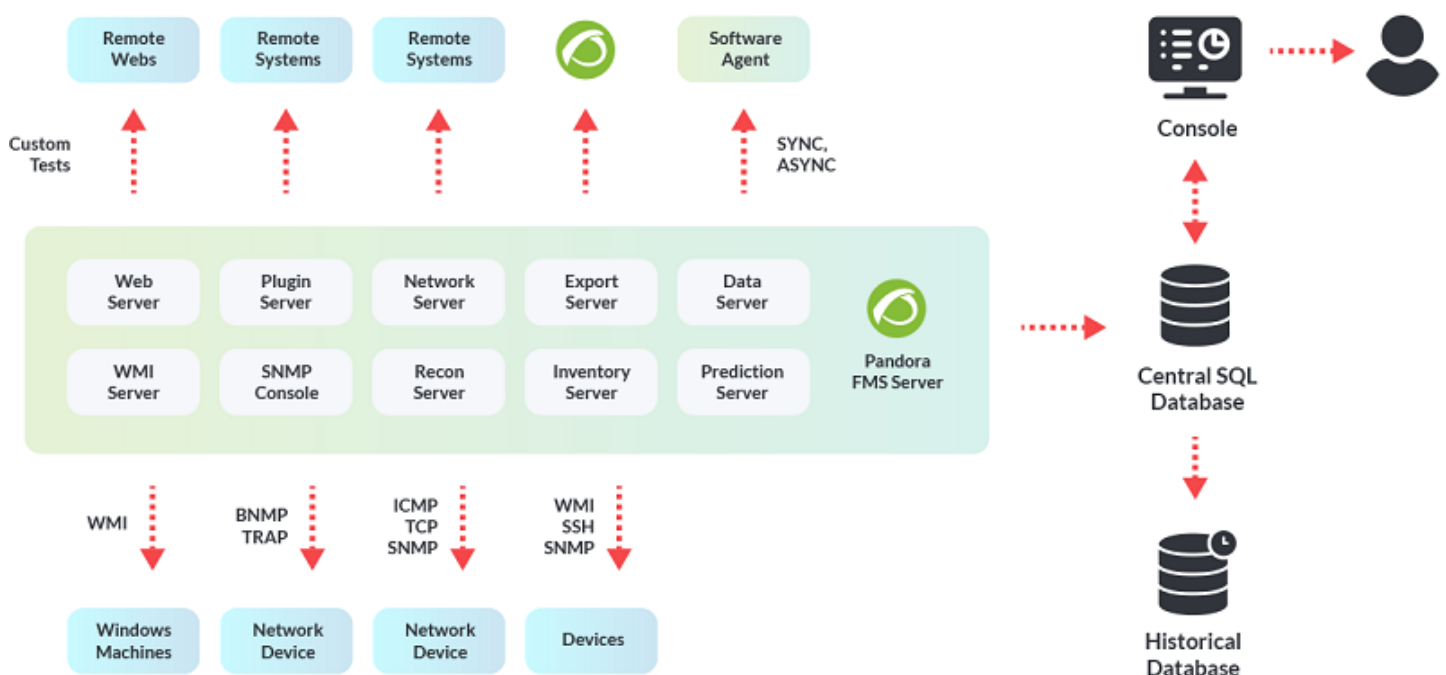 Remote
Webs
Remote
Systems
Remote
Systems
Software
Agent
Console
Custom
Tests
SYNC,
ASYNC
Web
Server
Plugin
Server
Network
Server
Export
Server
Data
Server
WMI
Server
SNMP
Console
Recon
Server
Inventory
Server
Prediction
Server
Pandora
FMS Server
Central SQL
Database
WMI
BNMP
TRAP
ICMP
TCP
SNMP
WMI
SSH
SNMP
Windows
Machines
Network
Device
Network
Device
Devices
Historical
Database